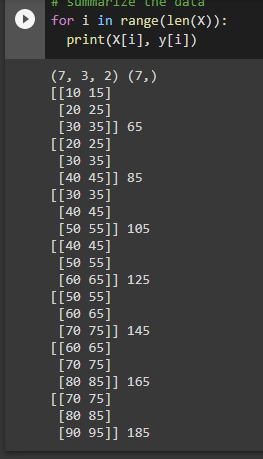 # summarize the data
for i in range(len(X)):
  print(X[i], y[i])
(7, 3, 2) (7,)
[[10 15]
 [20 25]
 [30 35]] 65
[[20 25]
 [30 35]
 [40 45]] 85
[[30 35]
 [40 45]
 [50 55]] 105
[[40 45]
 [50 55]
 [60 65]] 125
[[50 55]
 [60 65]
 [70 75]] 145
[[60 65]
 [70 75]
 [80 85]] 165
[[70 75]
 [80 85]
 [90 95]] 185